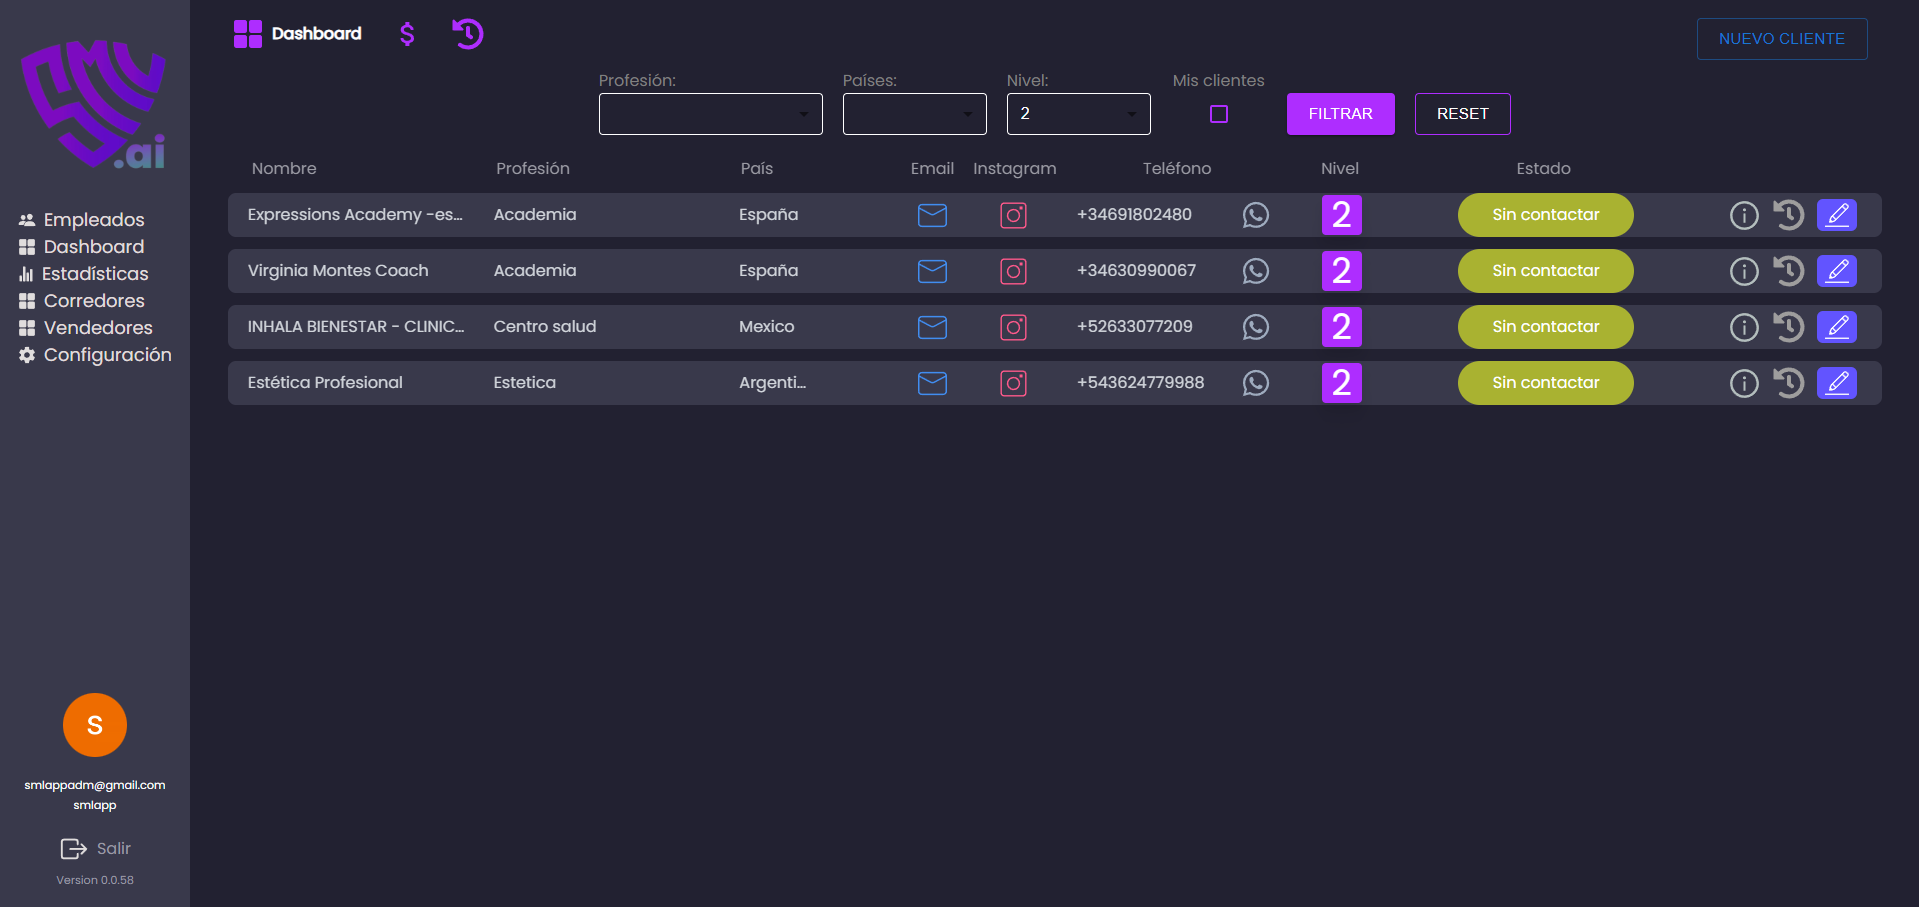 SML
.ai
Empleados
Dashboard
Estadísticas
Corredores
Vendedores
Configuración
S
smlappadm@gmail.com
smlapp
Salir
Version 0.0.58
Dashboard
NUEVO CLIENTE
Profesión:
Países:
Nivel:
Mis clientes
2
FILTRAR
RESET
Nombre Profesión País Email Instagram Teléfono Nivel Estado
Expressions Academy -es... Academia España +34691802480 2 Sin contactar
Virginia Montes Coach Academia España +34630990067 2 Sin contactar
INHALA BIENESTAR - CLINIC... Centro salud Mexico +52633077209 2 Sin contactar
Estética Profesional Estetica Argenti... +543624779988 2 Sin contactar